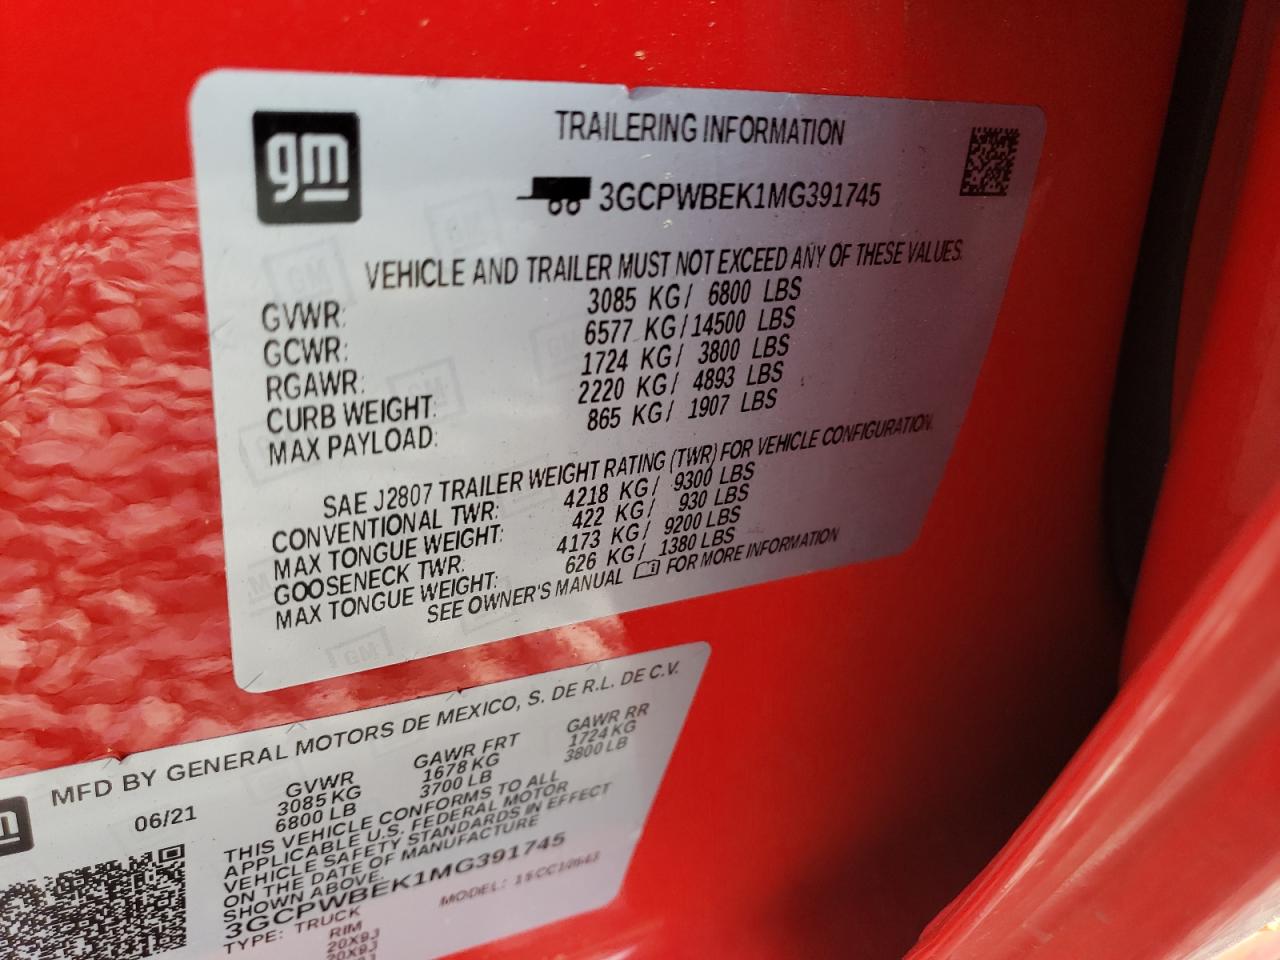 gm
TRAILERING INFORMATION
3GCPWBEK1MG391745
VEHICLE AND TRAILER MUST NOT EXCEED ANY OF THESE VALUES.
GVWR: 3085 KG/ 6800 LBS
GCWR: 6577 KG/14500 LBS
RGAWR: 1724 KG/ 3800 LBS
CURB WEIGHT: 2220 KG/ 4893 LBS
MAX PAYLOAD: 865 KG/ 1907 LBS
SAE J2807 TRAILER WEIGHT RATING (TWR) FOR VEHICLE CONFIGURATION.
CONVENTIONAL TWR: 4218 KG/ 9300 LBS
MAX TONGUE WEIGHT: 422 KG/ 930 LBS
GOOSENECK TWR: 4173 KG/ 9200 LBS
MAX TONGUE WEIGHT: 626 KG/ 1380 LBS
SEE OWNER'S MANUAL FOR MORE INFORMATION
MFD BY GENERAL MOTORS DE MEXICO, S. DE R.L. DE C.V.
06/21 GVWR GAWR FRT GAWR RR
3085 KG 1678 KG 1724 KG
6800 LB 3700 LB 3800 LB
THIS VEHICLE CONFORMS TO ALL
APPLICABLE U.S. FEDERAL MOTOR
VEHICLE SAFETY STANDARDS IN EFFECT
ON THE DATE OF MANUFACTURE
SHOWN ABOVE.
3GCPWBEK1MG391745
TYPE: TRUCK MODEL:
RIM
20X9J
20X9J